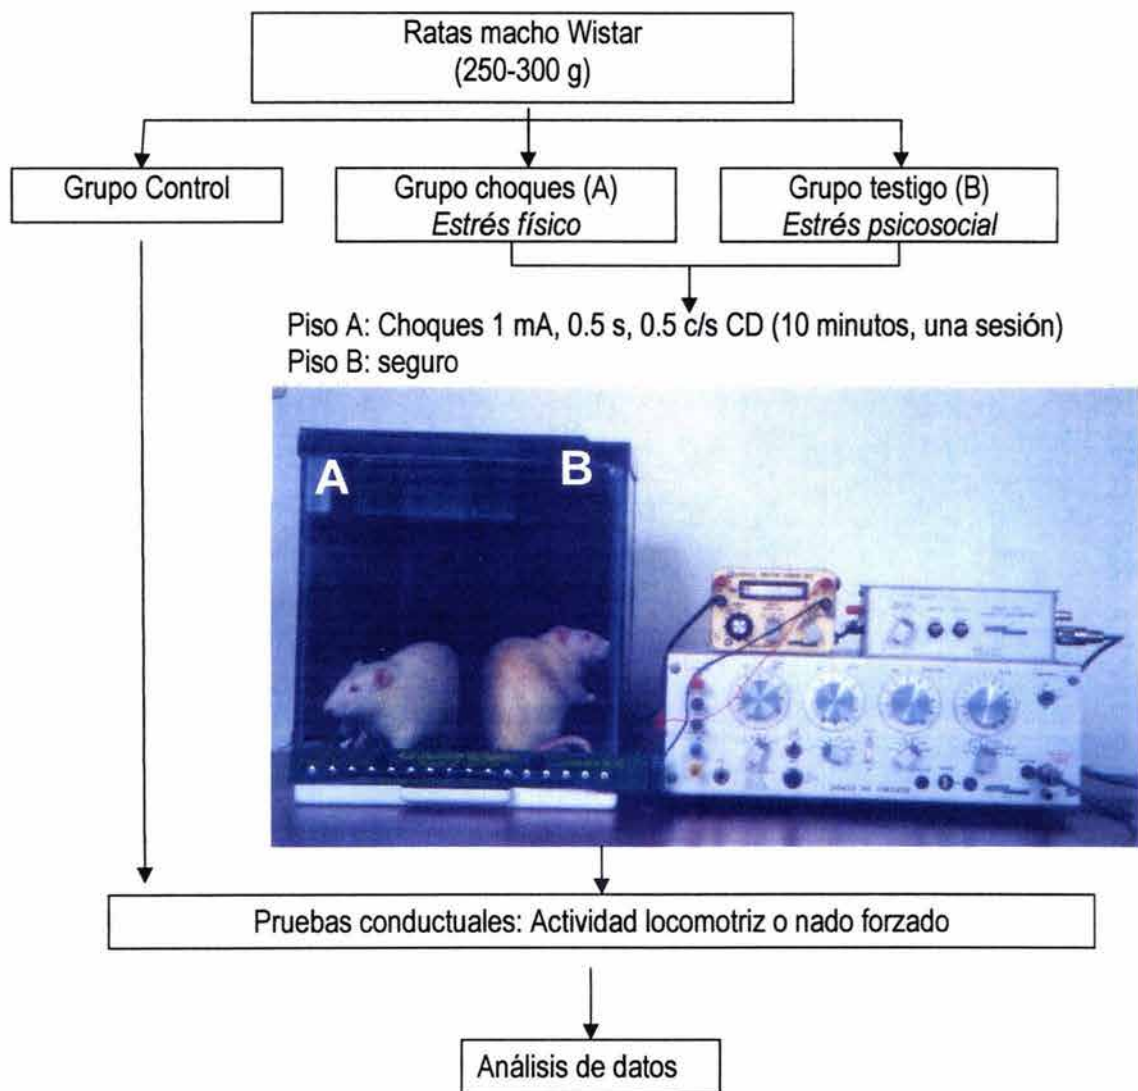 Ratas macho Wistar
(250-300 g)
Grupo Control
Grupo choques (A)
Estrés físico
Grupo testigo (B)
Estrés psicosocial
Piso A: Choques 1 mA, 0.5 s, 0.5 c/s CD (10 minutos, una sesión)
Piso B: seguro
A
B
Pruebas conductuales: Actividad locomotriz o nado forzado
Análisis de datos